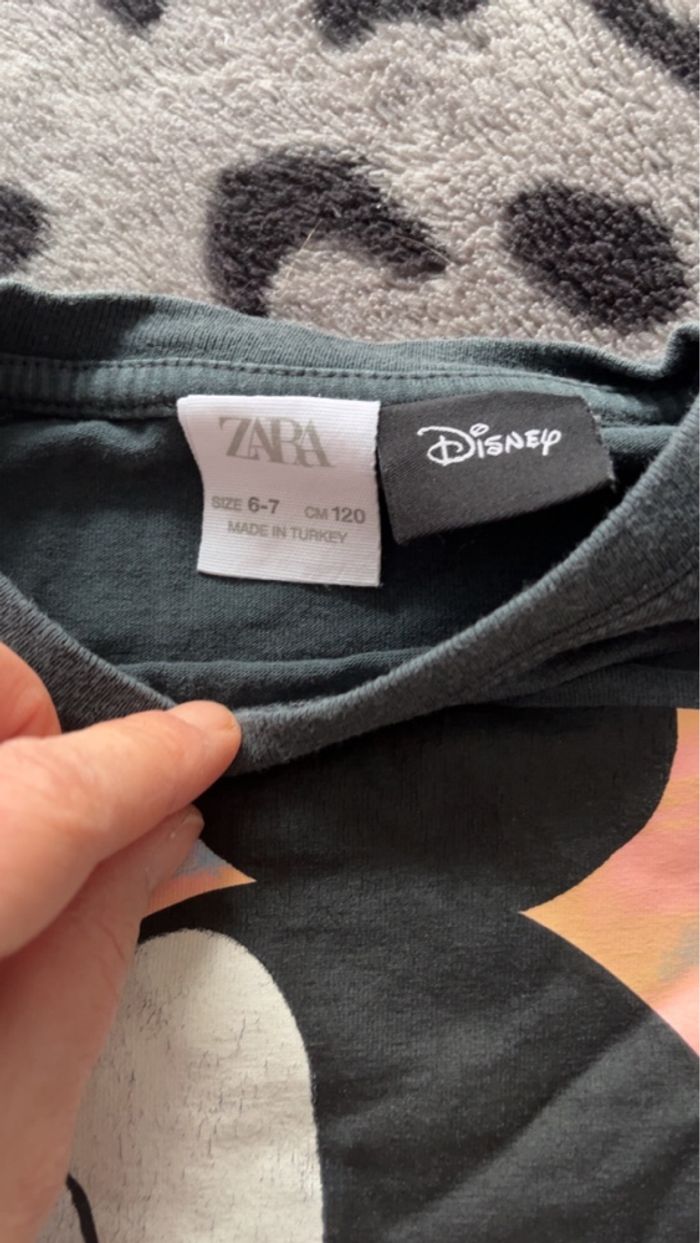 ZARA
SIZE 6-7 CM 120
MADE IN TURKEY
Disney